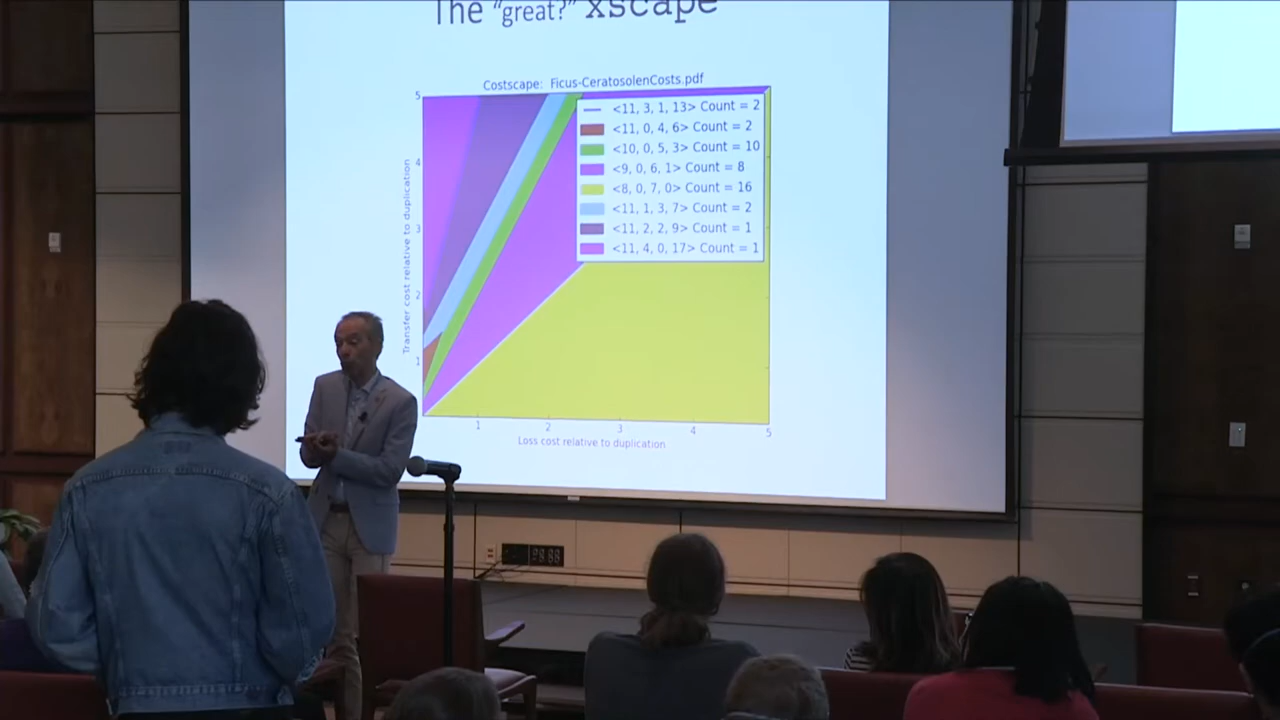 The "great?" xscape
Costscape: Ficus-CeratosolenCosts.pdf
<11, 3, 1, 13> Count = 2
<11, 0, 4, 6> Count = 2
<10, 0, 5, 3> Count = 10
<9, 0, 6, 1> Count = 8
<8, 0, 7, 0> Count = 16
<11, 1, 3, 7> Count = 2
<11, 2, 2, 9> Count = 1
<11, 4, 0, 17> Count = 1
Transfer cost relative to duplication
5
4
3
2
1
1 2 3 4 5
Loss cost relative to duplication